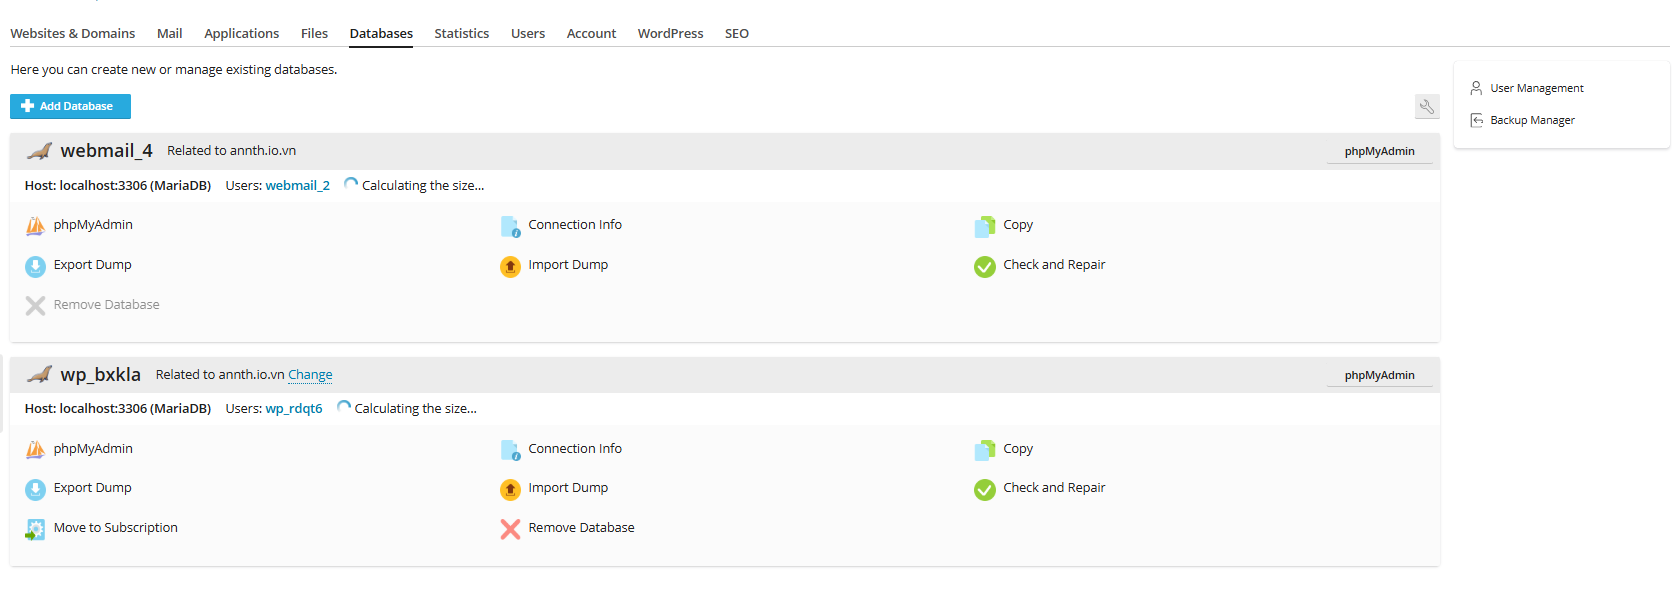 Websites & Domains Mail Applications Files Databases Statistics Users Account WordPress SEO
Here you can create new or manage existing databases.
Add Database
User Management
Backup Manager
webmail_4 Related to annth.io.vn phpMyAdmin
Host: localhost:3306 (MariaDB) Users: webmail_2 Calculating the size...
phpMyAdmin Connection Info Copy
Export Dump Import Dump Check and Repair
Remove Database
wp_bxkla Related to annth.io.vn Change phpMyAdmin
Host: localhost:3306 (MariaDB) Users: wp_rdqt6 Calculating the size...
phpMyAdmin Connection Info Copy
Export Dump Import Dump Check and Repair
Move to Subscription Remove Database